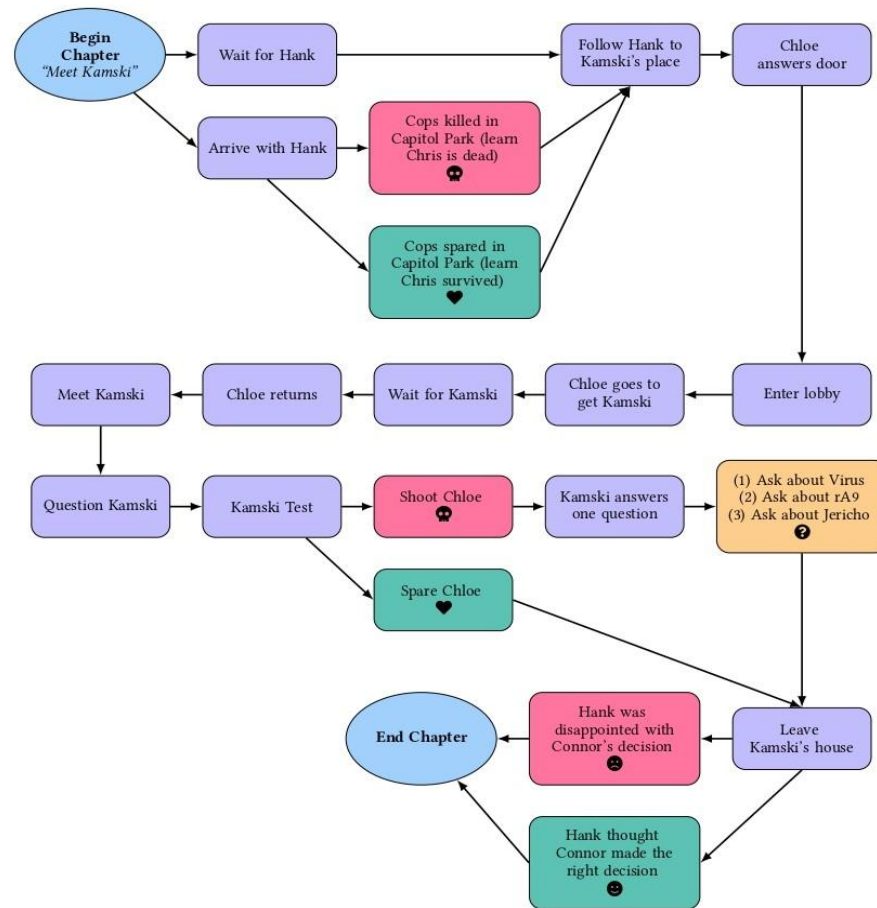 Begin
Chapter
“Meet Kamski”
Wait for Hank
Follow Hank to
Kamski’s place
Chloe
answers door
Arrive with Hank
Cops killed in
Capitol Park (learn
Chris is dead)
Cops spared in
Capitol Park (learn
Chris survived)
Meet Kamski
Chloe returns
Wait for Kamski
Chloe goes to
get Kamski
Enter lobby
Question Kamski
Kamski Test
Shoot Chloe
Kamski answers
one question
(1) Ask about Virus
(2) Ask about rA9
(3) Ask about Jericho
?
Spare Chloe
End Chapter
Hank was
disappointed with
Connor’s decision
Leave
Kamski’s house
Hank thought
Connor made the
right decision